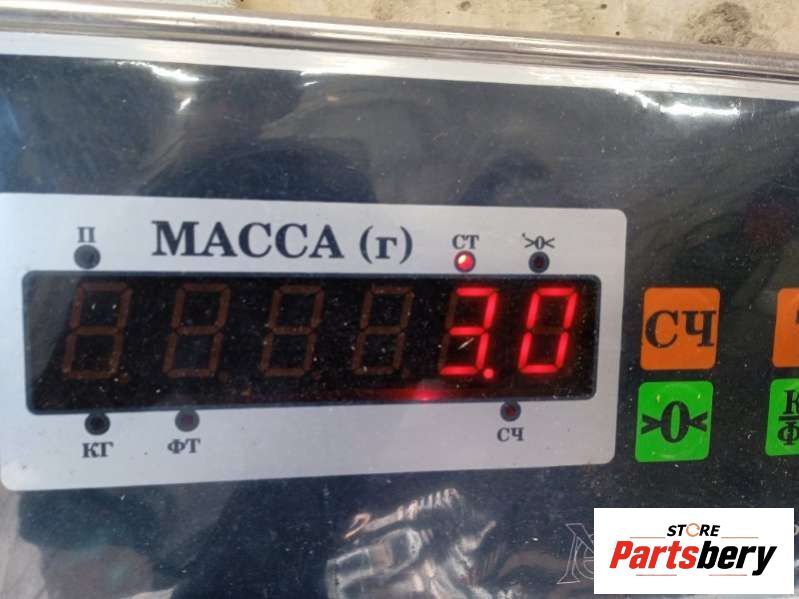 П МАССА (г) СТ >0<
3.0
КГ ФТ СЧ
СЧ
>0<
К
Ф
STORE
Partsbery